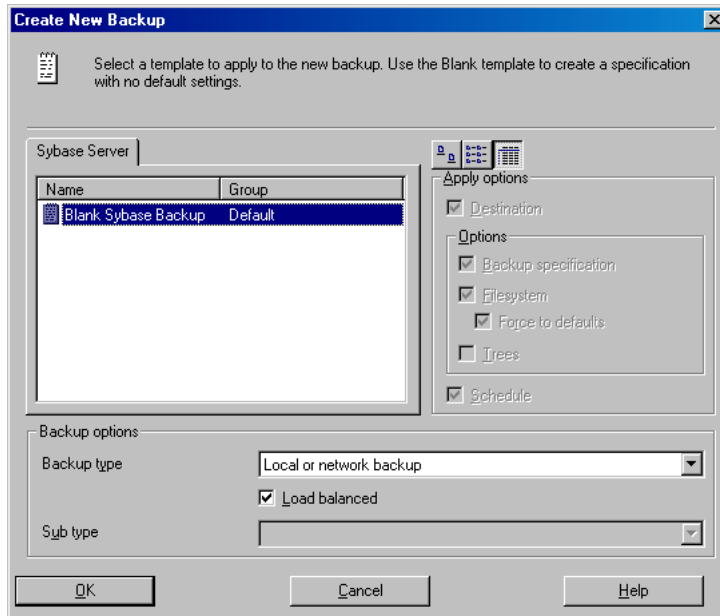 Create New Backup
Select a template to apply to the new backup. Use the Blank template to create a specification
with no default settings.
Sybase Server
Name Group
Blank Sybase Backup Default
Apply options
Destination
Options
Backup specification
Filesystem
Force to defaults
Trees
Schedule
Backup options
Backup type Local or network backup
Load balanced
Sub type
OK Cancel Help